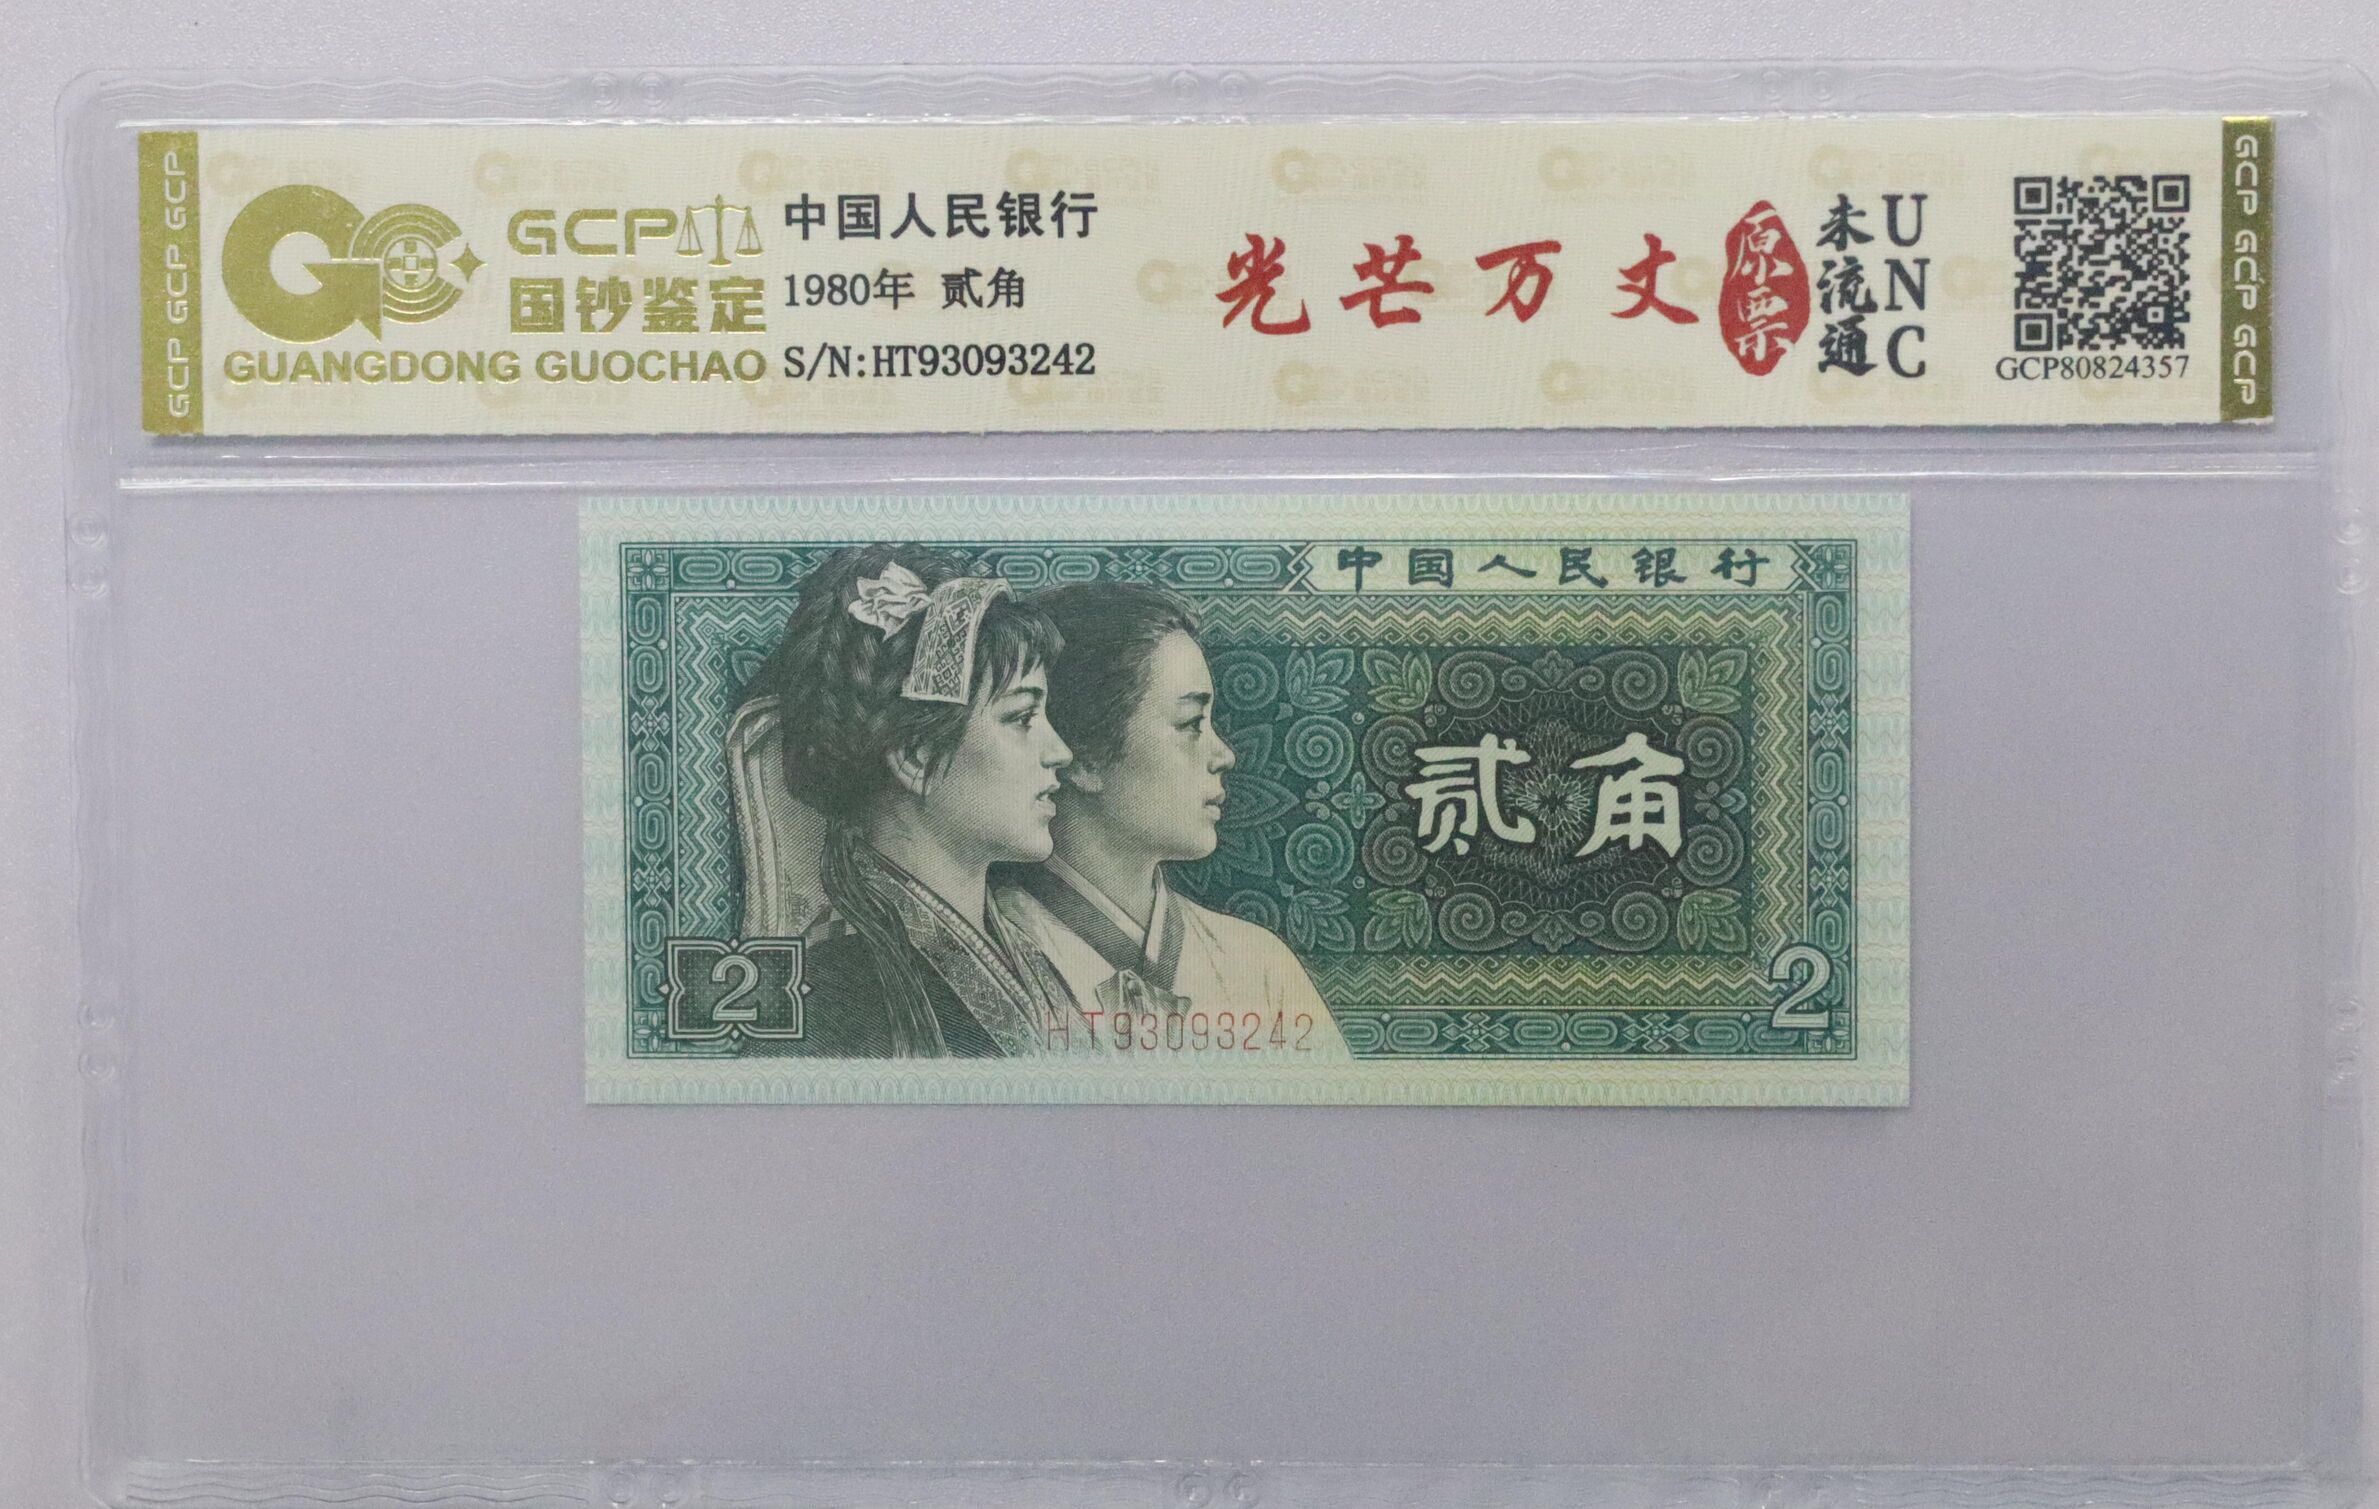 GCP GCP GCP
GCP
国钞鉴定
GUANGDONG GUOCHAO
中国人民银行
1980年 贰角
S/N:HT93093242
光芒万丈
原票
未流通
UNC
GCP80824357
GCP GCP GCP
中国人民银行
贰角
2
2
HT93093242